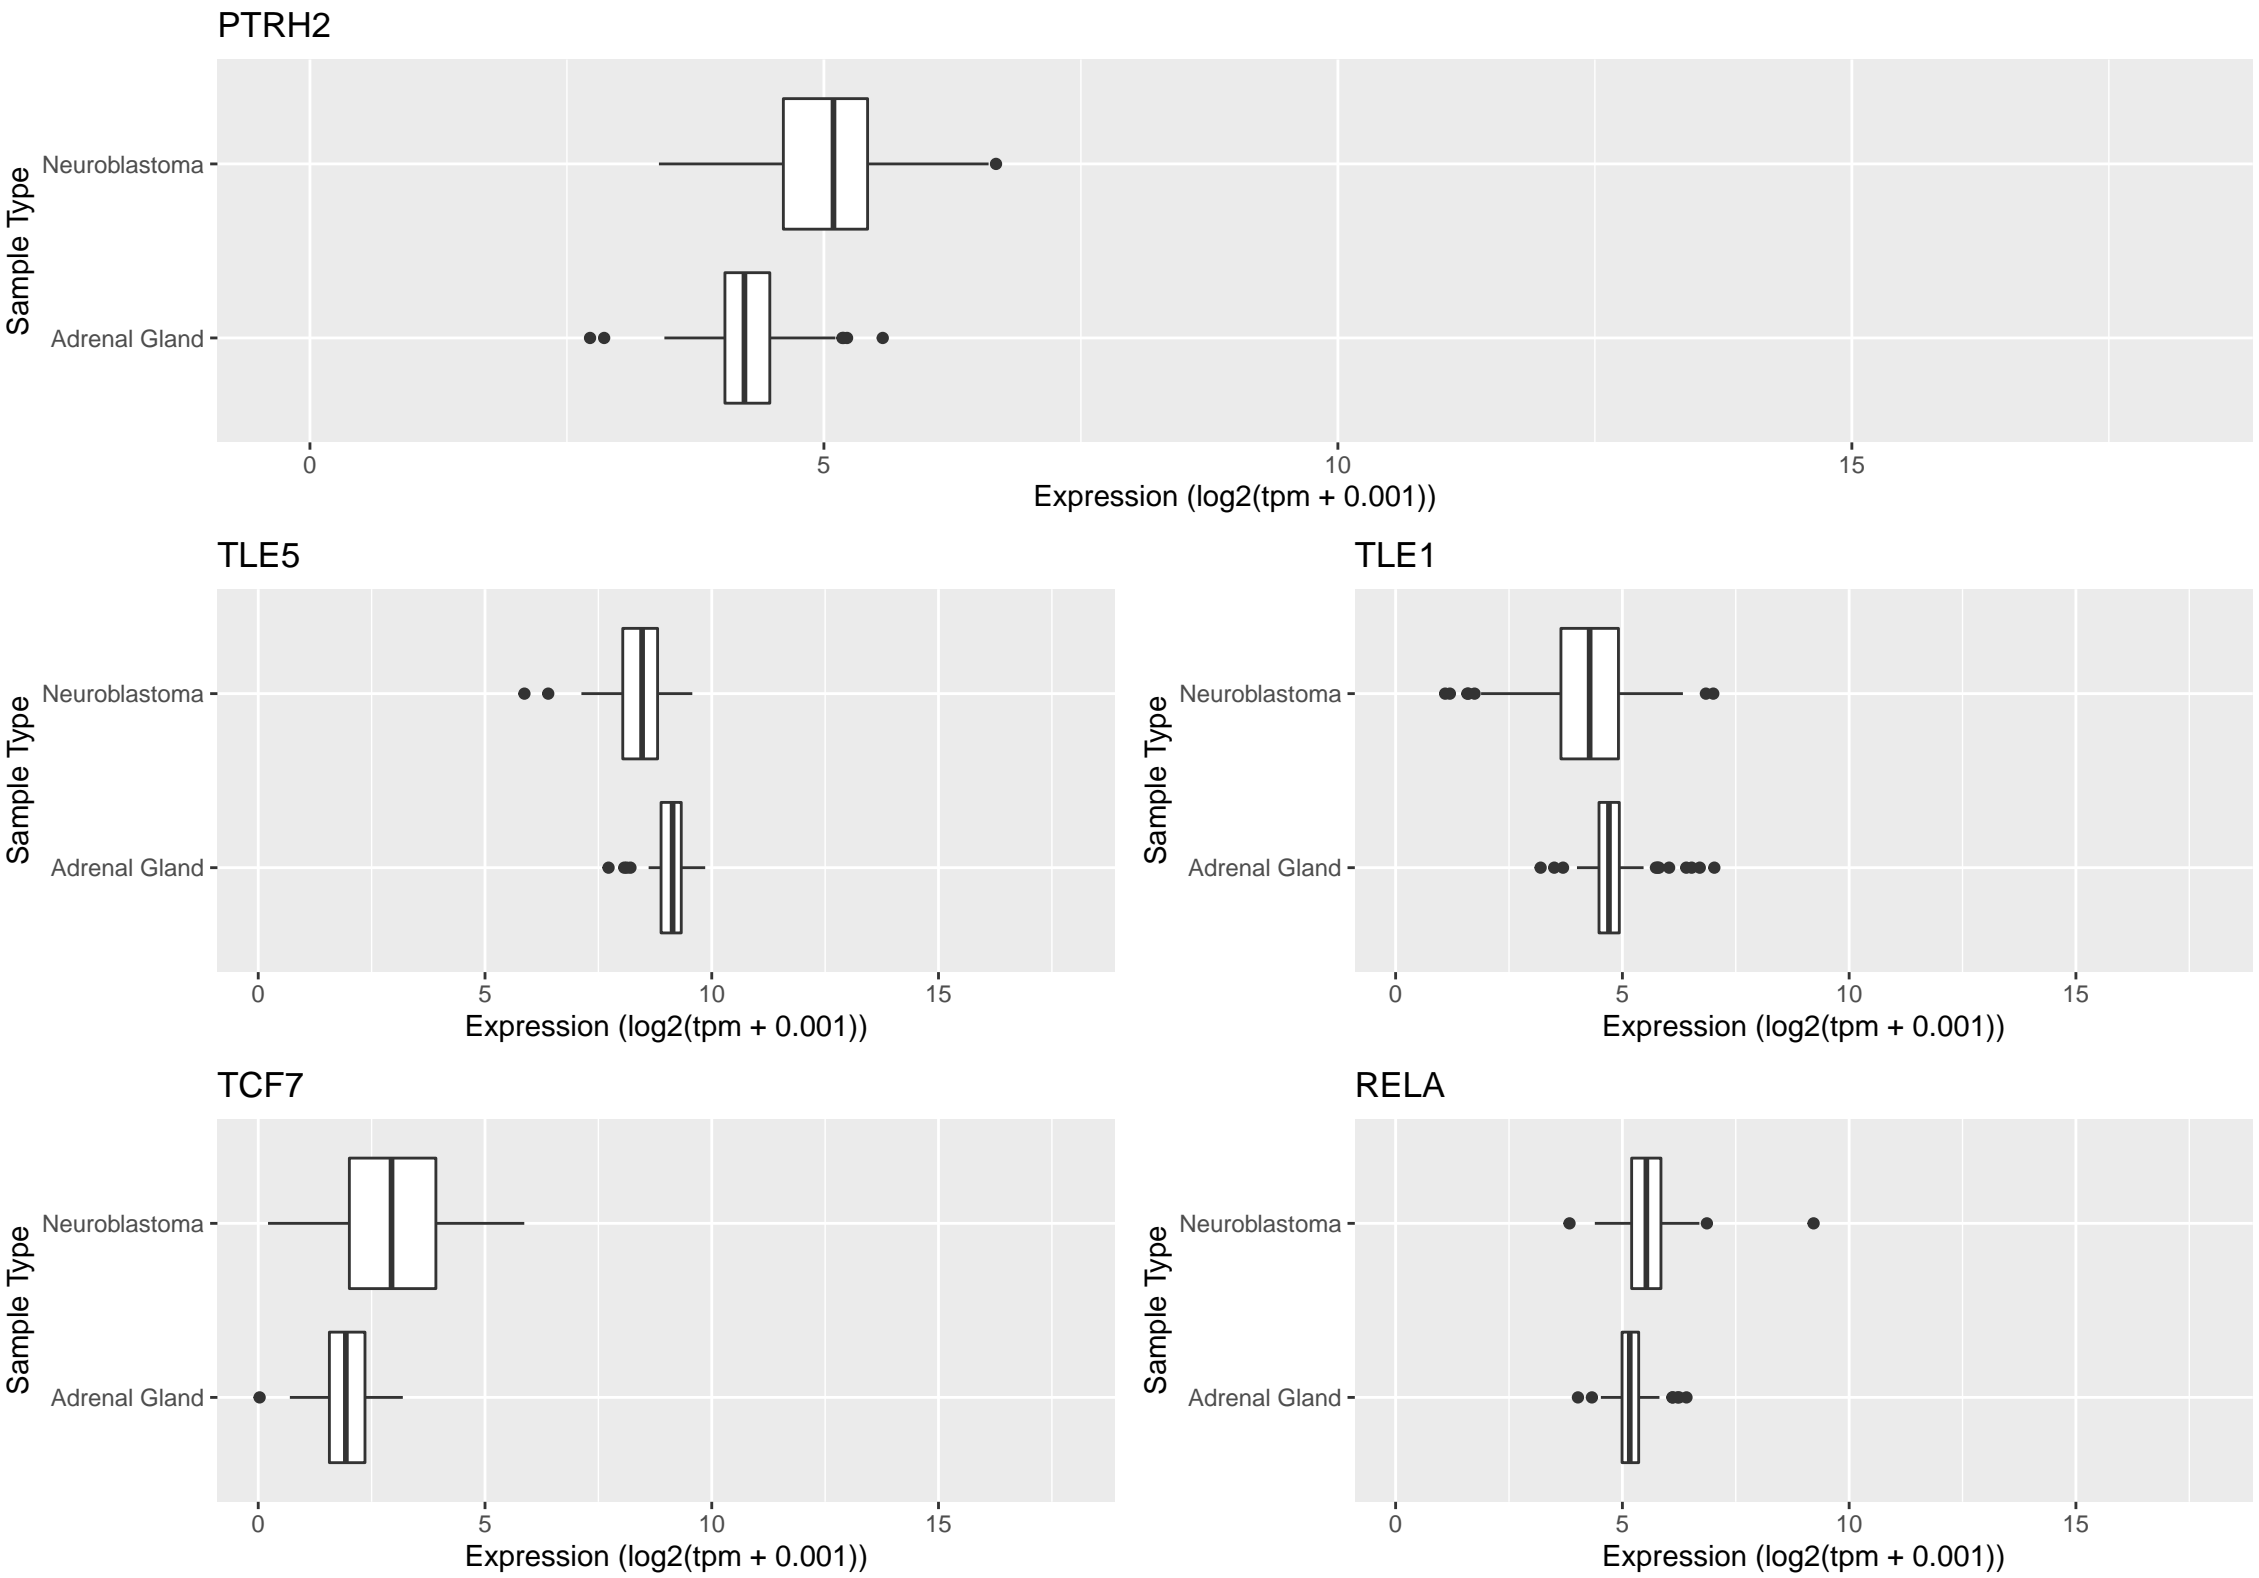 PTRH2
Sample Type
Neuroblastoma
Adrenal Gland
0 5 10 15
Expression (log2(tpm + 0.001))
TLE5
Sample Type
Neuroblastoma
Adrenal Gland
0 5 10 15
Expression (log2(tpm + 0.001))
TLE1
Sample Type
Neuroblastoma
Adrenal Gland
0 5 10 15
Expression (log2(tpm + 0.001))
TCF7
Sample Type
Neuroblastoma
Adrenal Gland
0 5 10 15
Expression (log2(tpm + 0.001))
RELA
Sample Type
Neuroblastoma
Adrenal Gland
0 5 10 15
Expression (log2(tpm + 0.001))